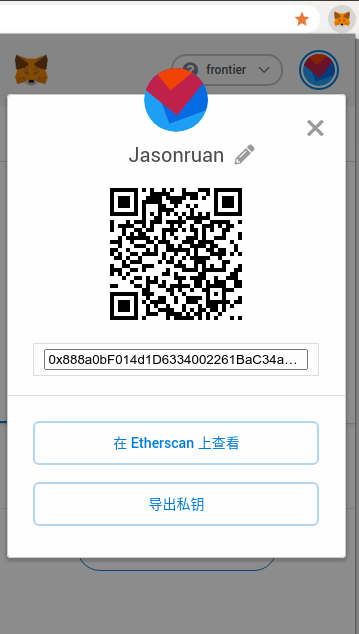 frontier
Jasonruan
0x888a0bF014d1D6334002261BaC34a…
在 Etherscan 上查看
导出私钥